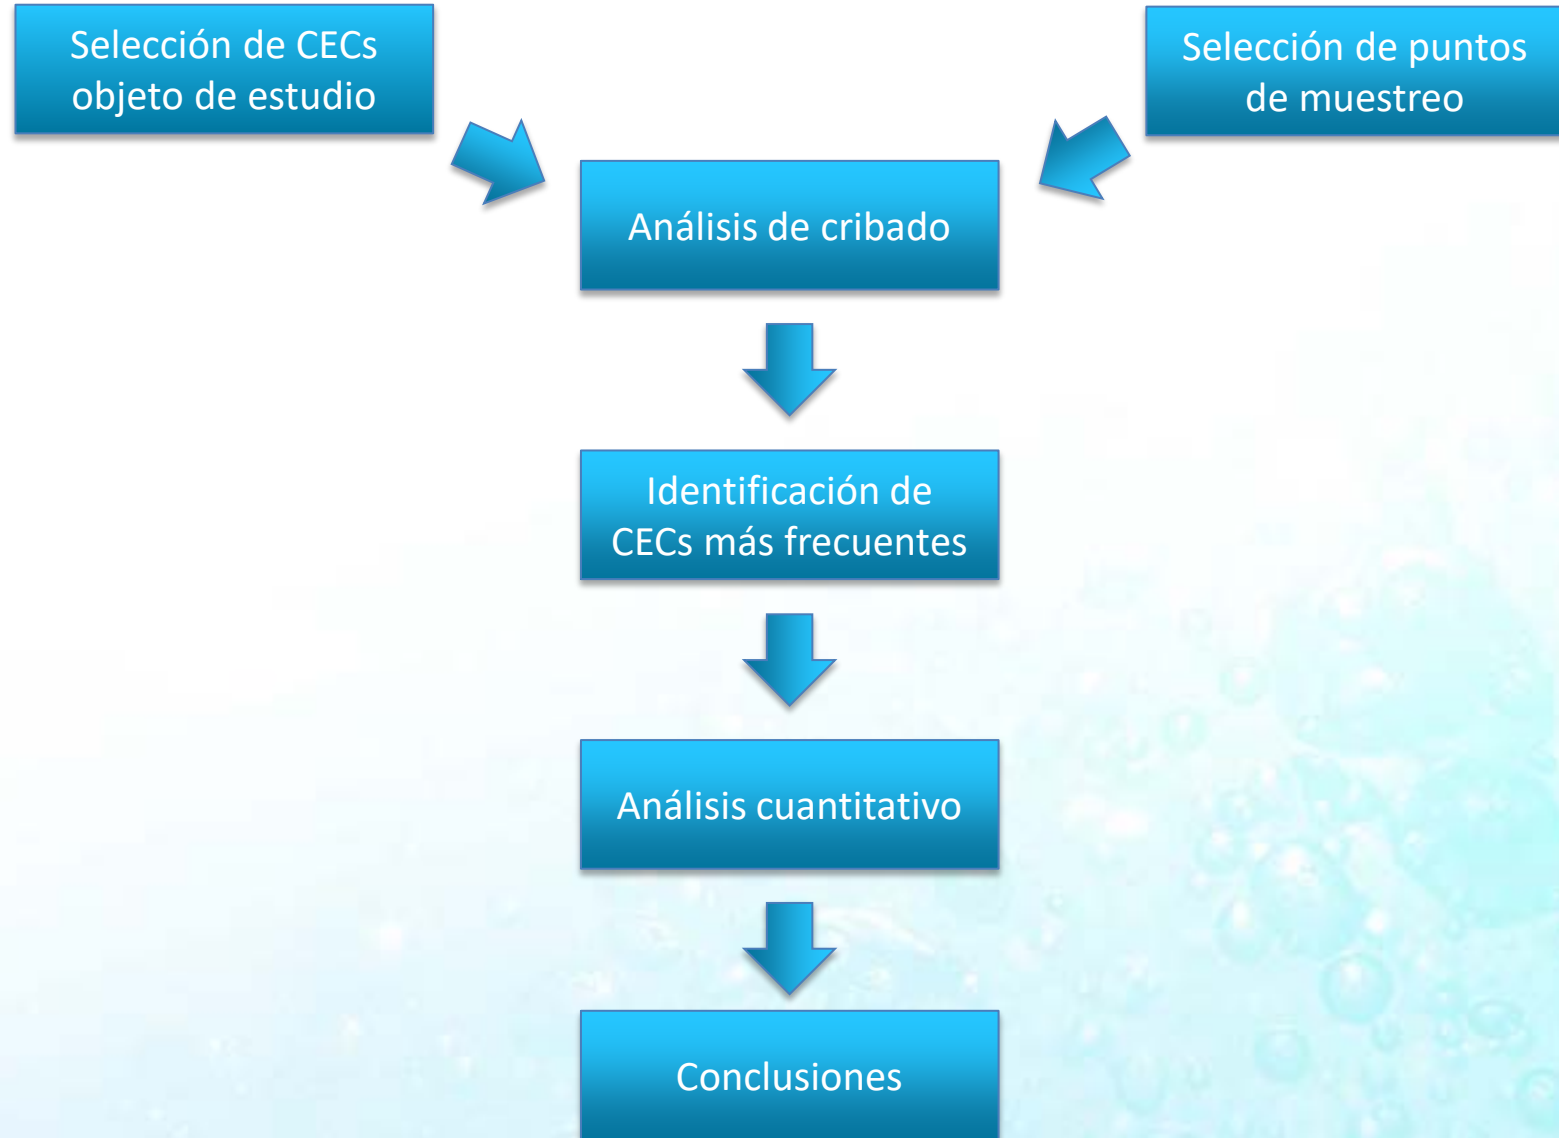 Selección de CECs
objeto de estudio
Selección de puntos
de muestreo
Análisis de cribado
Identificación de
CECs más frecuentes
Análisis cuantitativo
Conclusiones